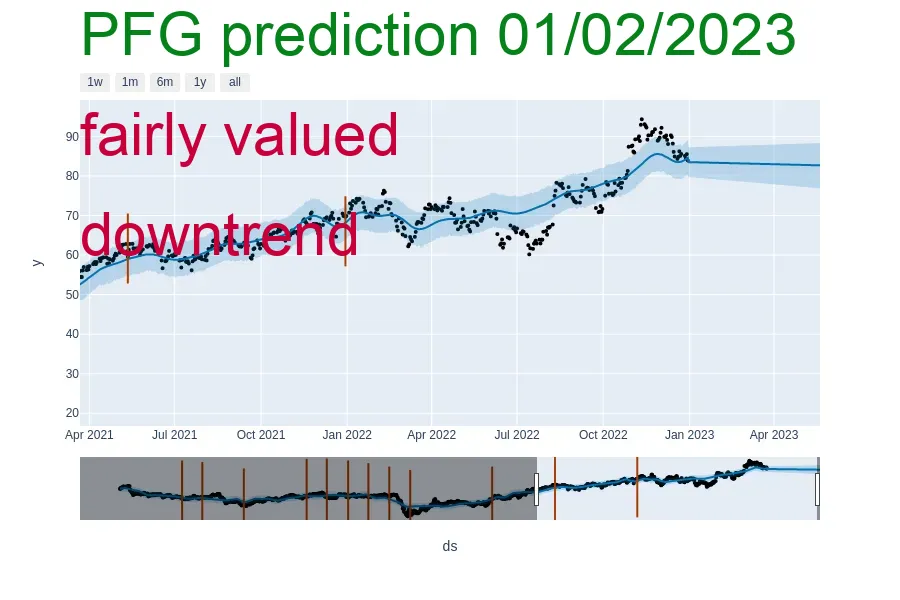 PFG prediction 01/02/2023
1w 1m 6m 1y all
fairly valued
downtrend
90
80
70
60
50
40
30
20
y
Apr 2021 Jul 2021 Oct 2021 Jan 2022 Apr 2022 Jul 2022 Oct 2022 Jan 2023 Apr 2023
ds